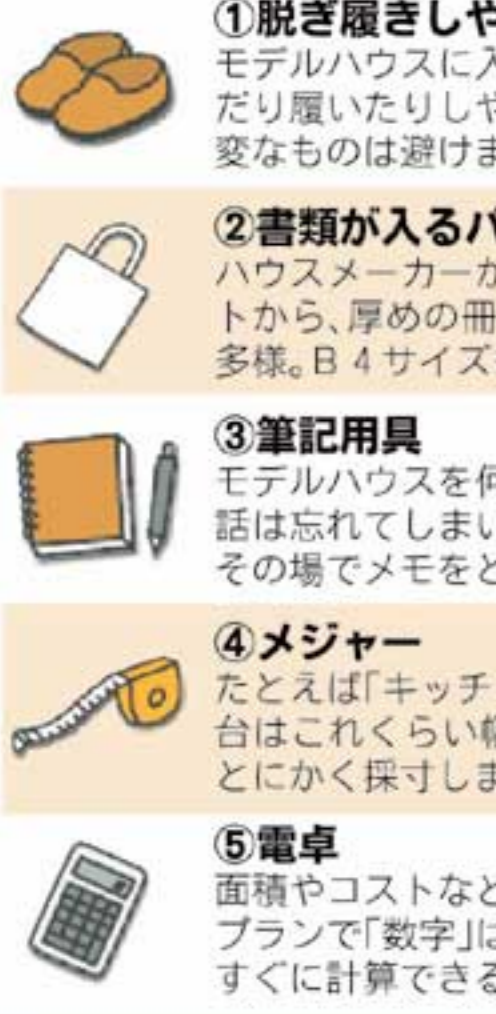 ①脱ぎ履きしや
モデルハウスに入
だり履いたりしや
変なものは避けま
②書類が入るバ
ハウスメーカーか
トから、厚めの冊
多様。B4サイズ
③筆記用具
モデルハウスを何
話は忘れてしまい
その場でメモをと
④メジャー
たとえば「キッチ
台はこれくらい幅
とにかく採寸しま
⑤電卓
面積やコストなど
プランで「数字」は
すぐに計算できる